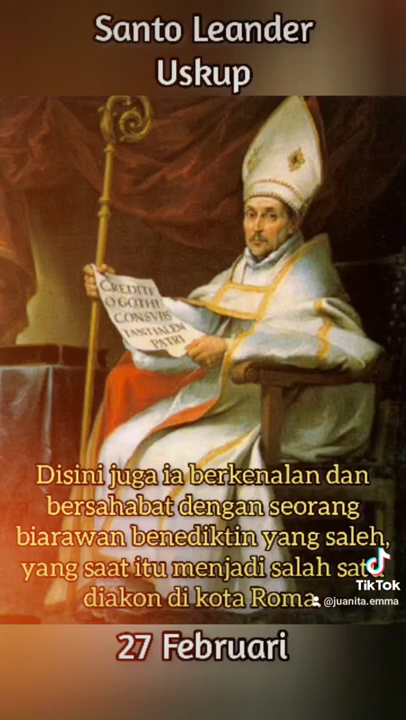 Santo Leander
Uskup
CREDITE
O GOTHI
CONSVBS
TANTIALEM
PATRI
Disini juga ia berkenalan dan
bersahabat dengan seorang
biarawan benediktin yang saleh,
yang saat itu menjadi salah sat
diakon di kota Roma
TikTok
@juanita.emma
27 Februari